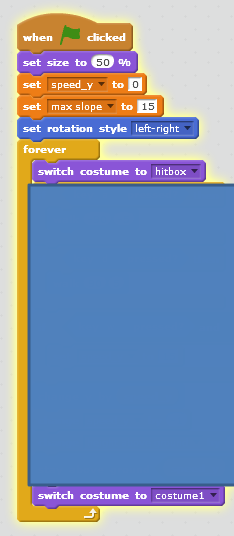 when clicked
set size to 50 %
set speed_y to 0
set max slope to 15
set rotation style left-right
forever
switch costume to hitbox
switch costume to costume1